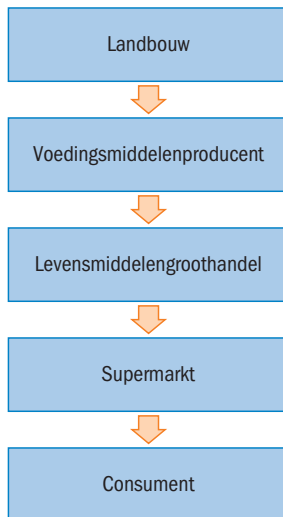 Landbouw
Voedingsmiddelenproducent
Levensmiddelengroothandel
Supermarkt
Consument